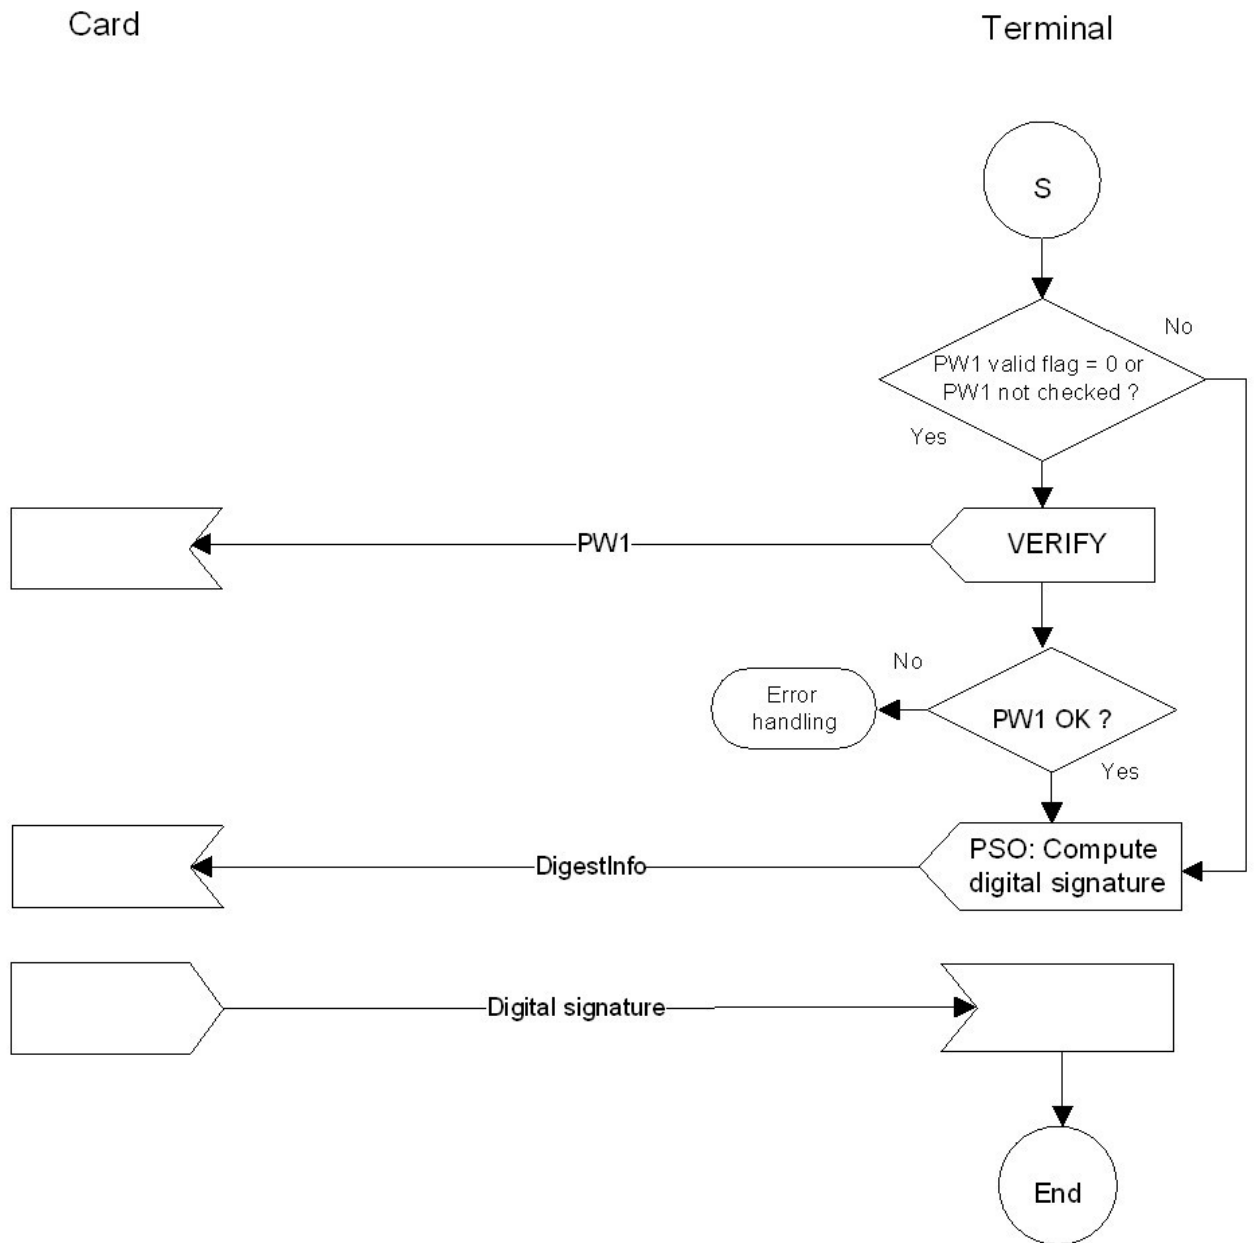 Card
Terminal
S
No
PW1 valid flag = 0 or
PW1 not checked ?
Yes
PW1
VERIFY
No
Error
handling
PW1 OK ?
Yes
DigestInfo
PSO: Compute
digital signature
Digital signature
End